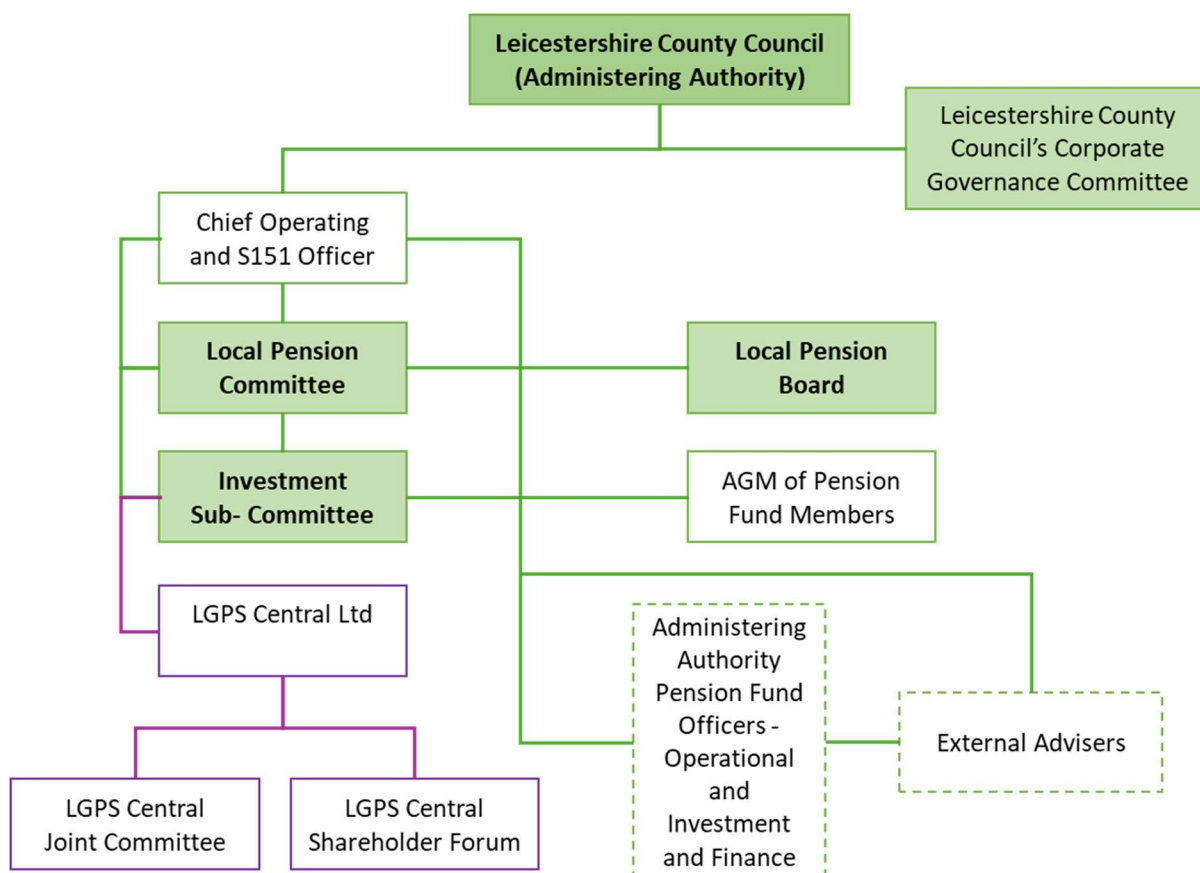 Leicestershire County Council
(Administering Authority)
Leicestershire County
Council’s Corporate
Governance Committee
Chief Operating
and S151 Officer
Local Pension
Committee
Local Pension
Board
Investment
Sub- Committee
AGM of Pension
Fund Members
LGPS Central Ltd
Administering
Authority
Pension Fund
Officers -
Operational
and
Investment
and Finance
External Advisers
LGPS Central
Joint Committee
LGPS Central
Shareholder Forum